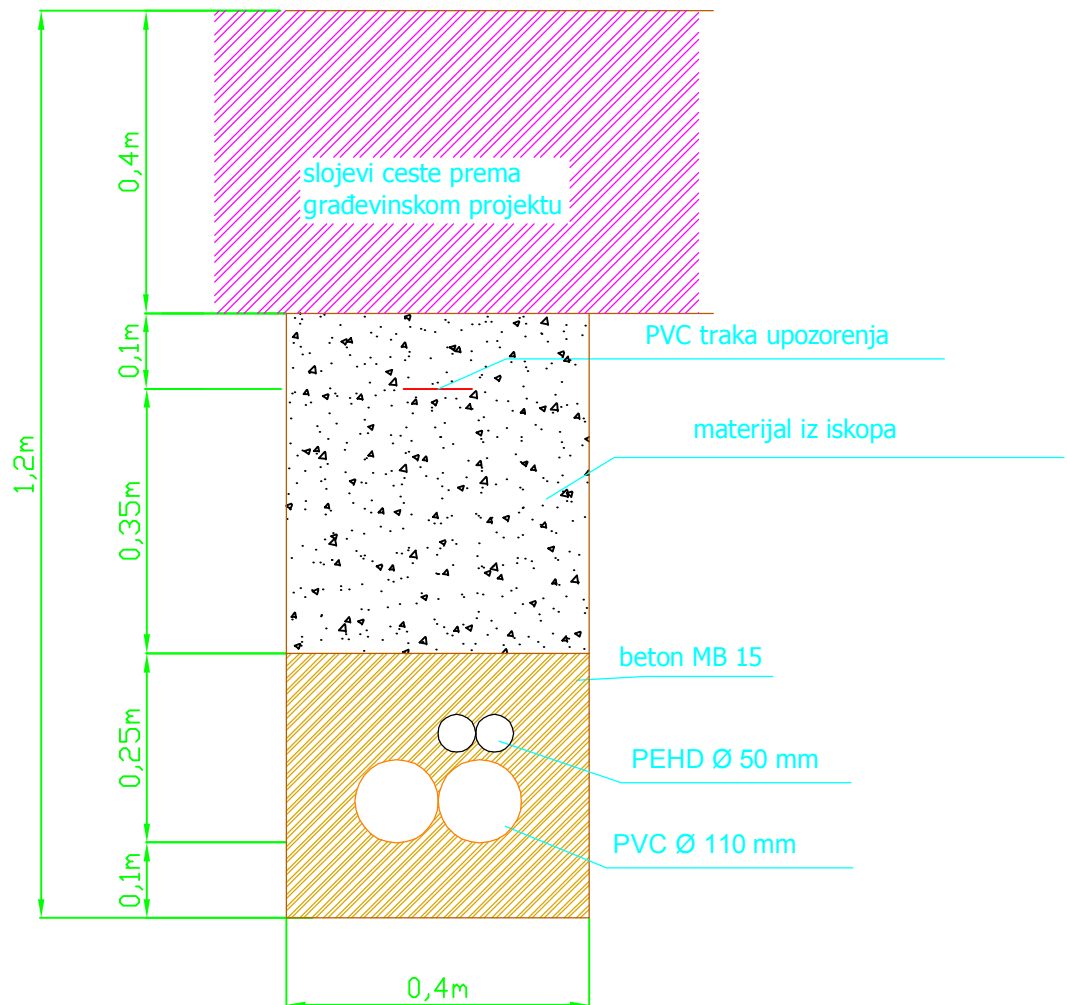 0,4m
slojevi ceste prema
građevinskom projektu
0,1m
PVC traka upozorenja
materijal iz iskopa
1,2m
0,35m
beton MB 15
0,25m
PEHD Ø 50 mm
PVC Ø 110 mm
0,1m
0,4m